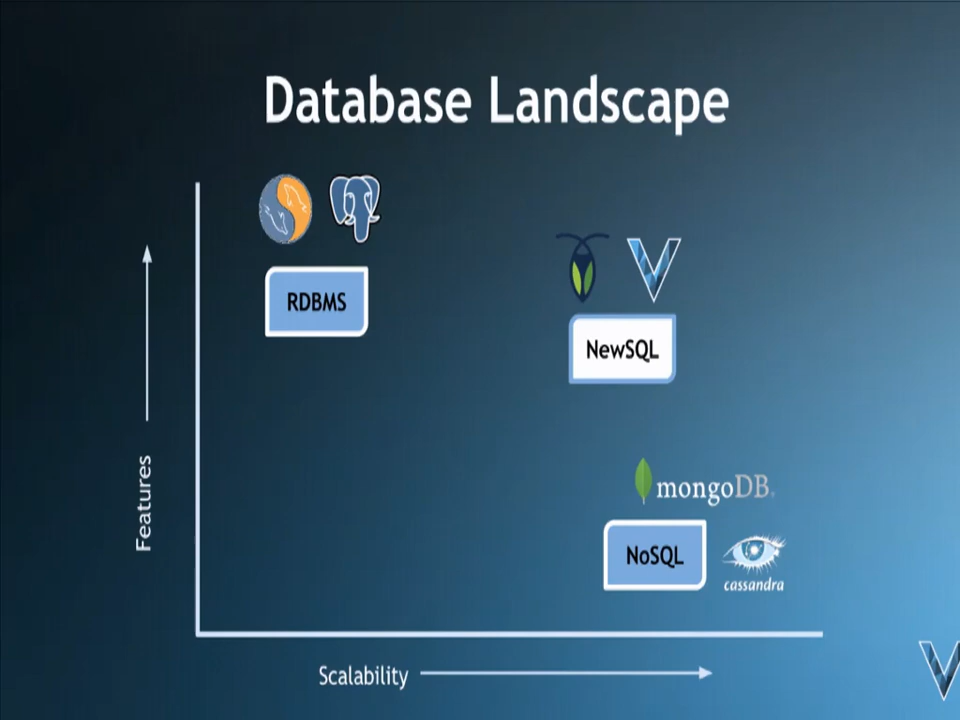 Database Landscape
RDBMS
NewSQL
mongoDB
NoSQL
cassandra
Features
Scalability